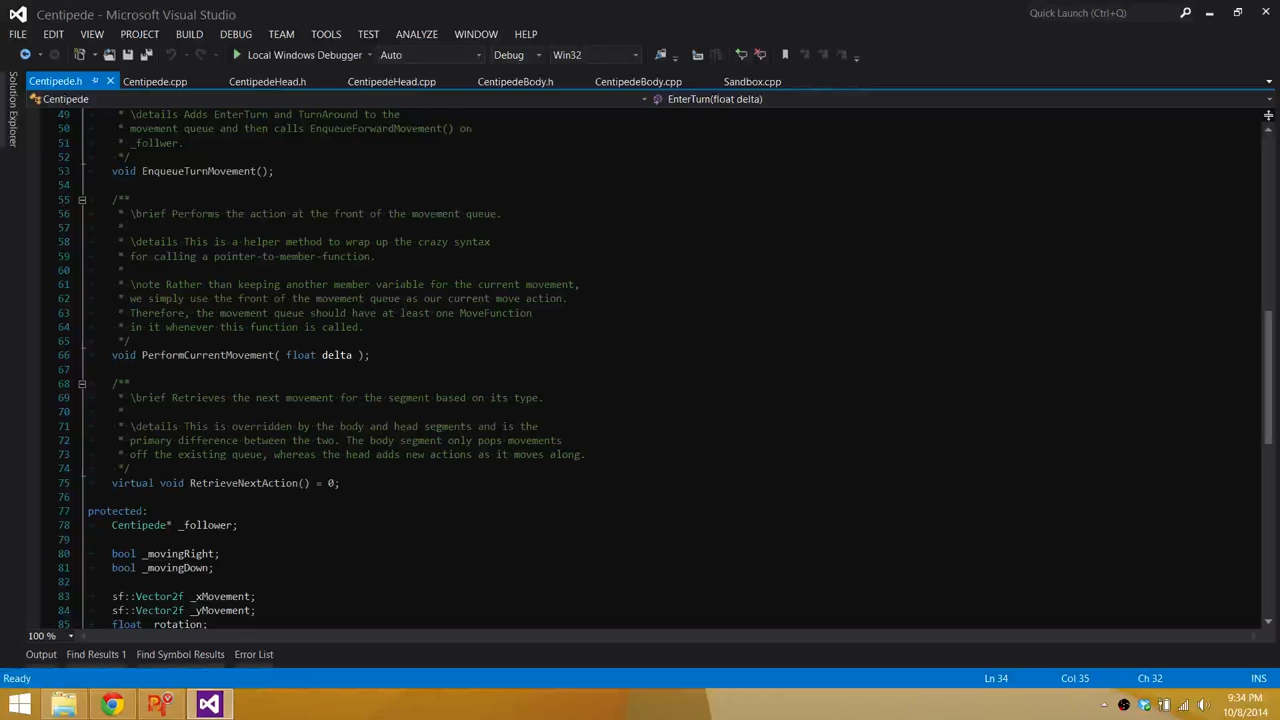 Centipede - Microsoft Visual Studio
Quick Launch (Ctrl+Q)
FILE EDIT VIEW PROJECT BUILD DEBUG TEAM TOOLS TEST ANALYZE WINDOW HELP
Local Windows Debugger Auto Debug Win32
Solution Explorer
Centipede.h Centipede.cpp CentipedeHead.h CentipedeHead.cpp CentipedeBody.h CentipedeBody.cpp Sandbox.cpp
Centipede EnterTurn(float delta)
49 * \details Adds EnterTurn and TurnAround to the
50 * movement queue and then calls EnqueueForwardMovement() on
51 * _follwer.
52 */
53 void EnqueueTurnMovement();
54
55 /**
56 * \brief Performs the action at the front of the movement queue.
57 *
58 * \details This is a helper method to wrap up the crazy syntax
59 * for calling a pointer-to-member-function.
60 *
61 * \note Rather than keeping another member variable for the current movement,
62 * we simply use the front of the movement queue as our current move action.
63 * Therefore, the movement queue should have at least one MoveFunction
64 * in it whenever this function is called.
65 */
66 void PerformCurrentMovement( float delta );
67
68 /**
69 * \brief Retrieves the next movement for the segment based on its type.
70 *
71 * \details This is overridden by the body and head segments and is the
72 * primary difference between the two. The body segment only pops movements
73 * off the existing queue, whereas the head adds new actions as it moves along.
74 */
75 virtual void RetrieveNextAction() = 0;
76
77 protected:
78 Centipede* _follower;
79
80 bool _movingRight;
81 bool _movingDown;
82
83 sf::Vector2f _xMovement;
84 sf::Vector2f _yMovement;
85 float _rotation;
100 %
Output Find Results 1 Find Symbol Results Error List
Ready Ln 34 Col 35 Ch 32 INS
9:34 PM
10/8/2014